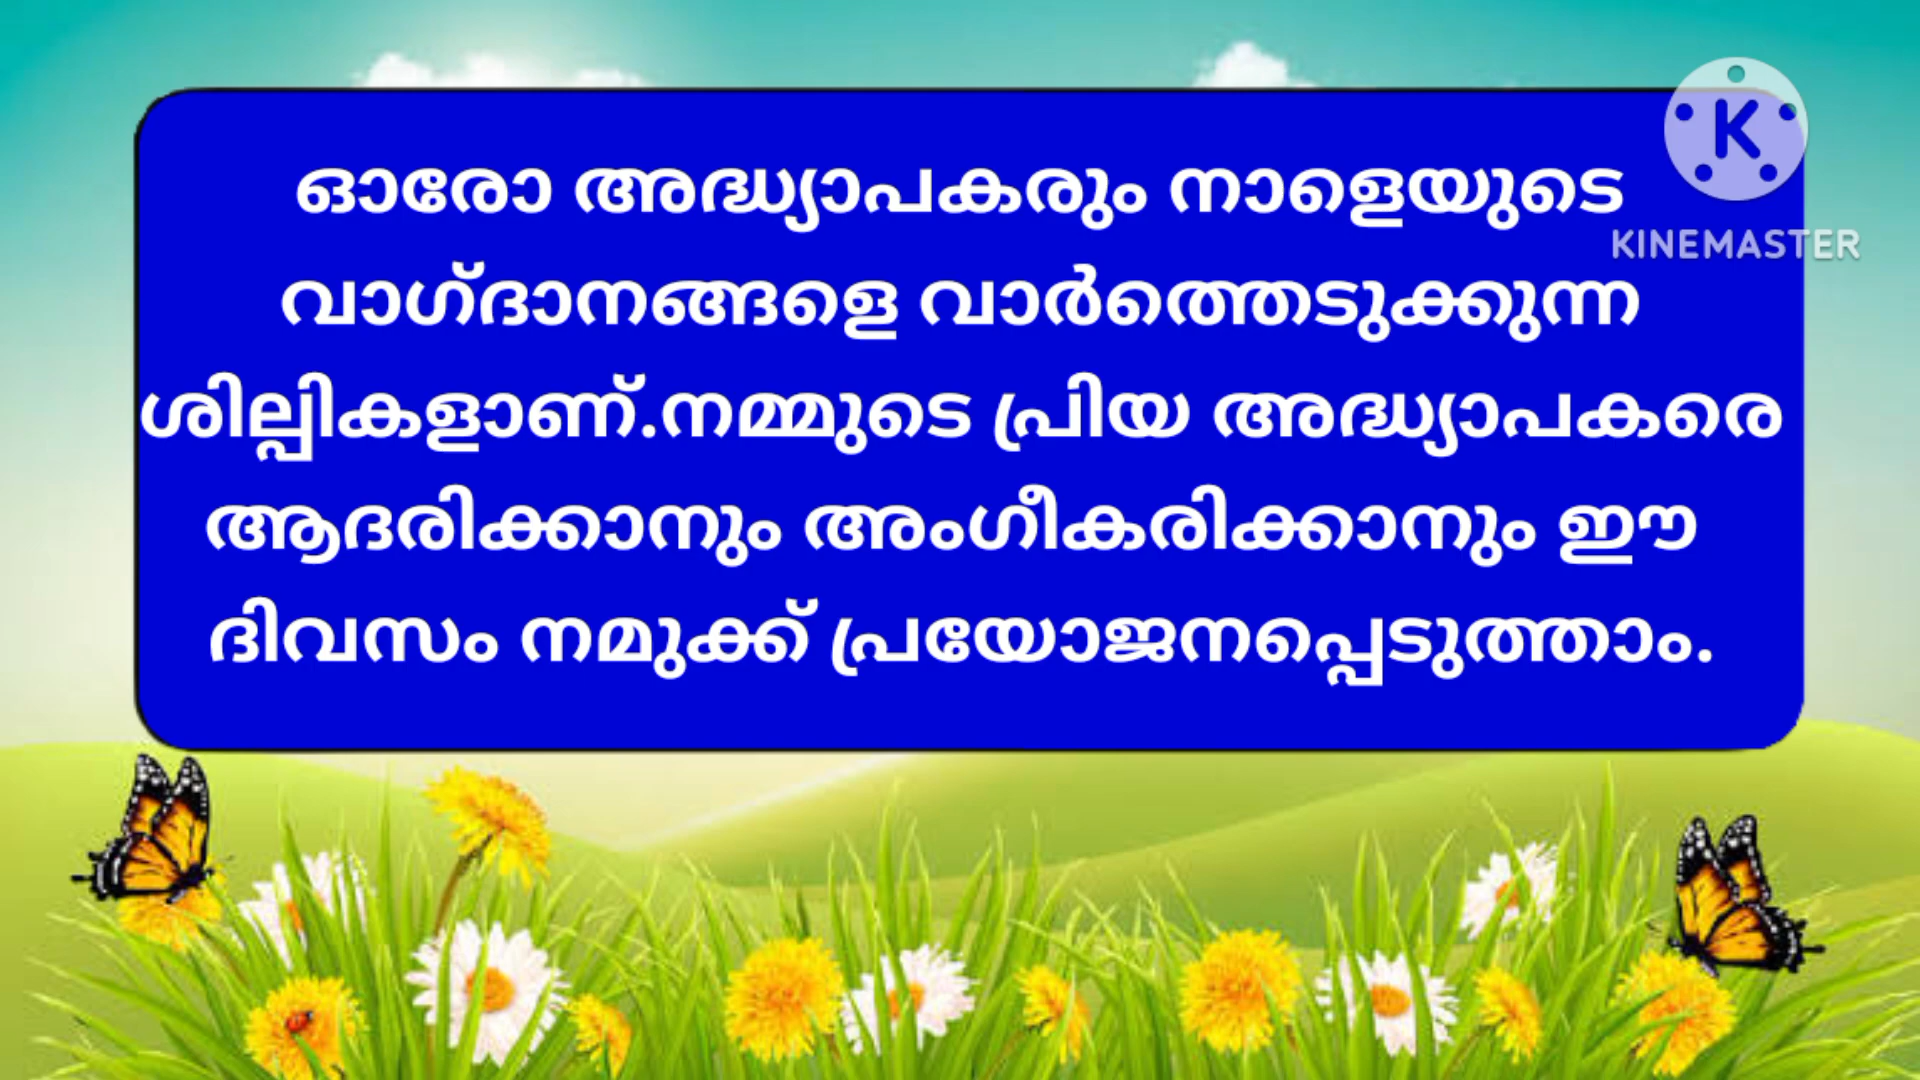 ഓരോ അദ്ധ്യാപകരും നാളെയുടെ
വാഗ്ദാനങ്ങളെ വാർത്തെടുക്കുന്ന
ശില്പികളാണ്.നമ്മുടെ പ്രിയ അദ്ധ്യാപകരെ
ആദരിക്കാനും അംഗീകരിക്കാനും ഈ
ദിവസം നമുക്ക് പ്രയോജനപ്പെടുത്താം.
K
KINEMASTER